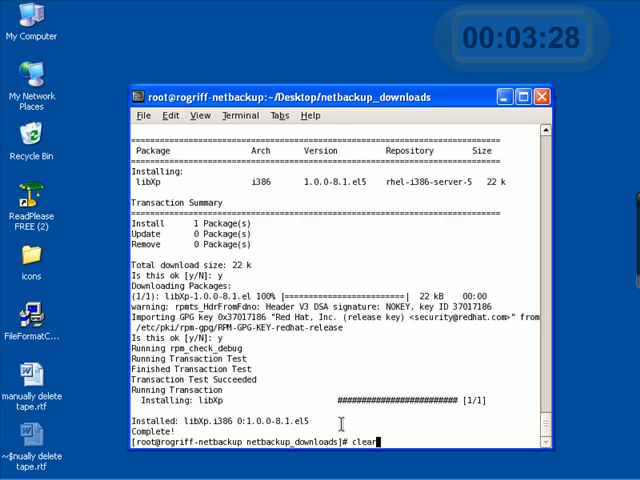 My Computer
00:03:28
My Network
Places
Recycle Bin
ReadPlease
FREE (2)
icons
FileFormatC...
manually delete
tape.rtf
~$nually delete
tape.rtf
root@rogriff-netbackup:~/Desktop/netbackup_downloads
File Edit View Terminal Tabs Help
================================================================
Package Arch Version Repository Size
================================================================
Installing:
libXp i386 1.0.0-8.1.el5 rhel-i386-server-5 22 k
Transaction Summary
================================================================
Install 1 Package(s)
Update 0 Package(s)
Remove 0 Package(s)
Total download size: 22 k
Is this ok [y/N]: y
Downloading Packages:
(1/1): libXp-1.0.0-8.1.el 100% |=========================| 22 kB 00:00
warning: rpmts_HdrFromFdno: Header V3 DSA signature: NOKEY, key ID 37017186
Importing GPG key 0x37017186 "Red Hat, Inc. (release key) <security@redhat.com>" from
/etc/pki/rpm-gpg/RPM-GPG-KEY-redhat-release
Is this ok [y/N]: y
Running rpm_check_debug
Running Transaction Test
Finished Transaction Test
Transaction Test Succeeded
Running Transaction
Installing: libXp ######################### [1/1]
Installed: libXp.i386 0:1.0.0-8.1.el5
Complete!
[root@rogriff-netbackup netbackup_downloads]# clear